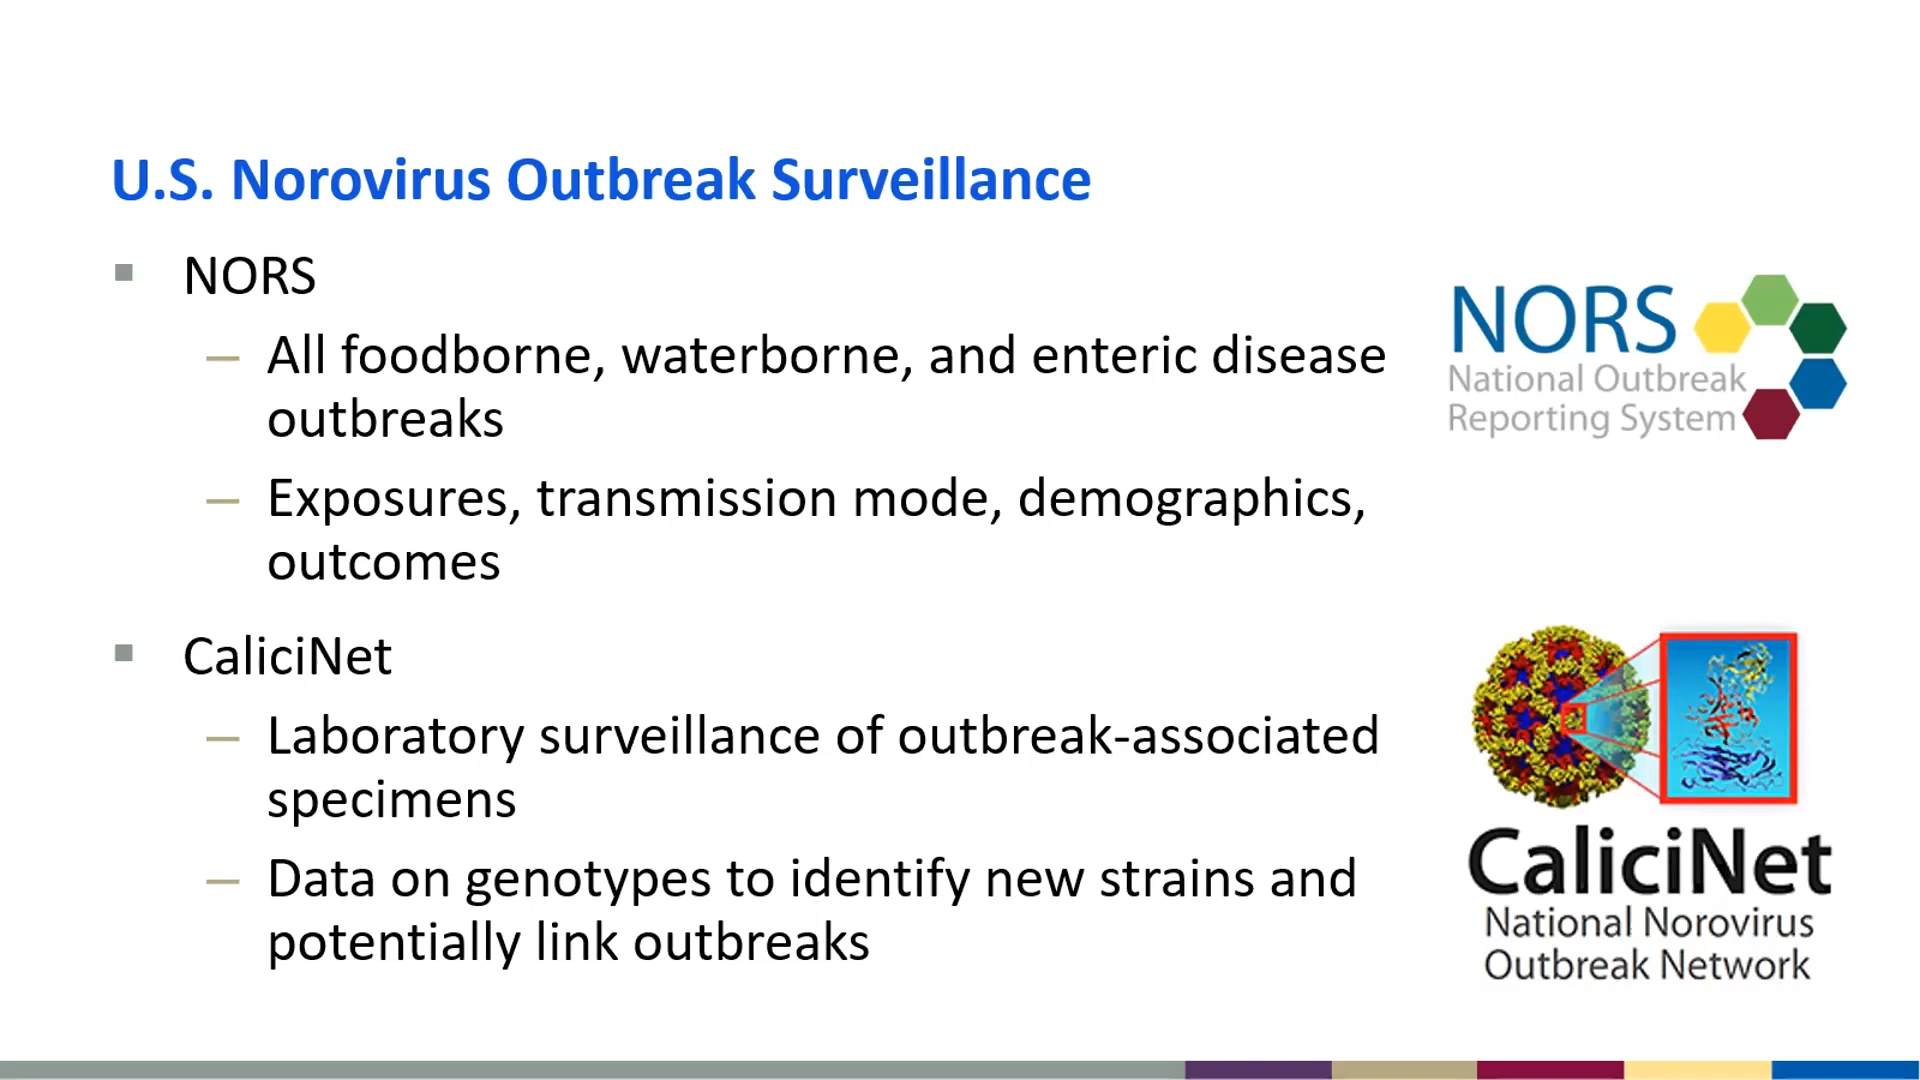 U.S. Norovirus Outbreak Surveillance
NORS
All foodborne, waterborne, and enteric disease
outbreaks
Exposures, transmission mode, demographics,
outcomes
CaliciNet
Laboratory surveillance of outbreak-associated
specimens
Data on genotypes to identify new strains and
potentially link outbreaks
NORS
National Outbreak
Reporting System
CaliciNet
National Norovirus
Outbreak Network